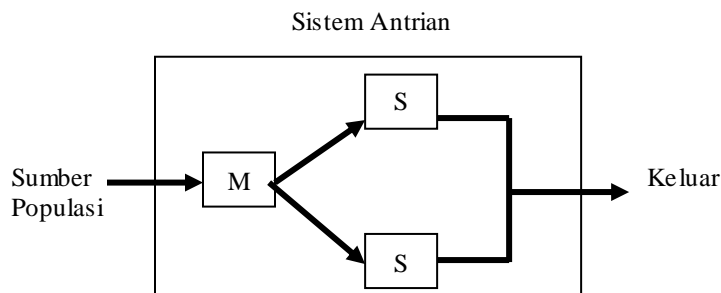 Sistem Antrian
S
Sumber
Populasi
M
Keluar
S